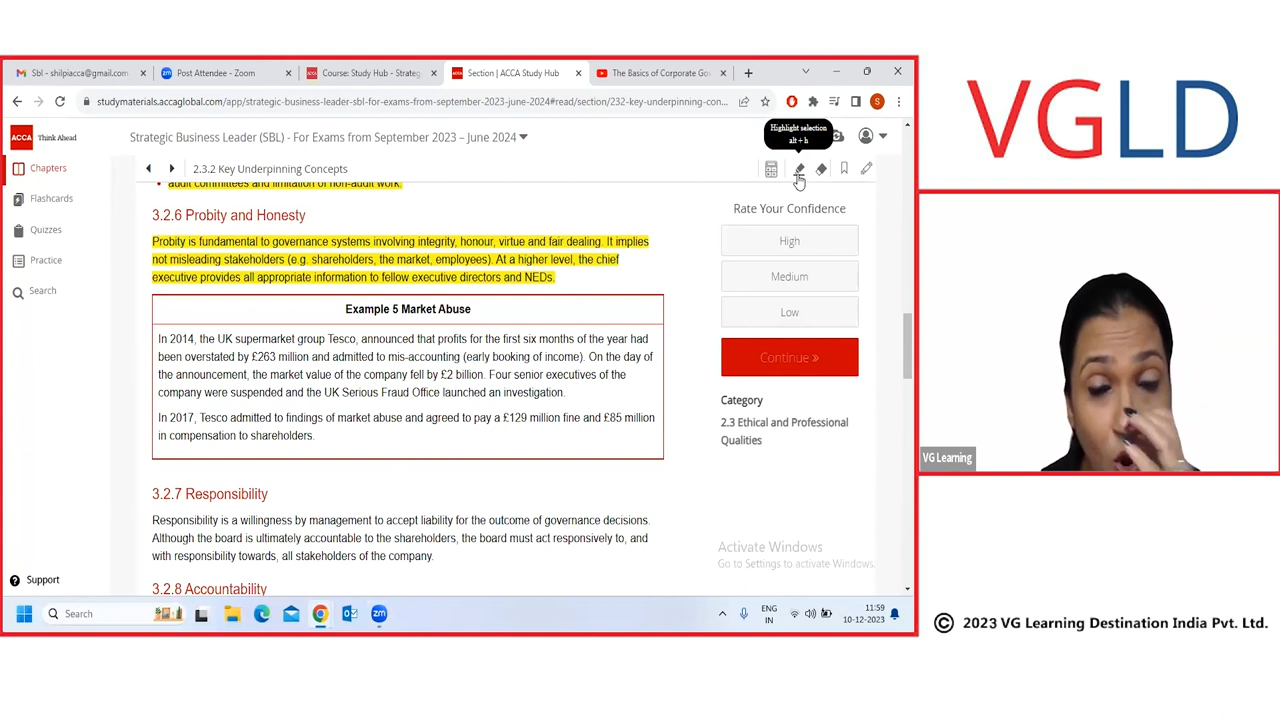 Sbl - shilpiacca@gmail.com
Post Attendee - Zoom
Course: Study Hub - Strateg
Section | ACCA Study Hub
The Basics of Corporate Gov
studymaterials.accaglobal.com/app/strategic-business-leader-sbl-for-exams-from-september-2023-june-2024#read/section/232-key-underpinning-con...
S
ACCA
Think Ahead
Strategic Business Leader (SBL) - For Exams from September 2023 – June 2024
Highlight selection
alt + h
Chapters
Flashcards
Quizzes
Practice
Search
Support
2.3.2 Key Underpinning Concepts
audit committees and limitation of non-audit work.
3.2.6 Probity and Honesty
Probity is fundamental to governance systems involving integrity, honour, virtue and fair dealing. It implies
not misleading stakeholders (e.g. shareholders, the market, employees). At a higher level, the chief
executive provides all appropriate information to fellow executive directors and NEDs.
Example 5 Market Abuse
In 2014, the UK supermarket group Tesco, announced that profits for the first six months of the year had
been overstated by £263 million and admitted to mis-accounting (early booking of income). On the day of
the announcement, the market value of the company fell by £2 billion. Four senior executives of the
company were suspended and the UK Serious Fraud Office launched an investigation.
In 2017, Tesco admitted to findings of market abuse and agreed to pay a £129 million fine and £85 million
in compensation to shareholders.
3.2.7 Responsibility
Responsibility is a willingness by management to accept liability for the outcome of governance decisions.
Although the board is ultimately accountable to the shareholders, the board must act responsively to, and
with responsibility towards, all stakeholders of the company.
3.2.8 Accountability
Rate Your Confidence
High
Medium
Low
Continue »
Category
2.3 Ethical and Professional
Qualities
Activate Windows
Go to Settings to activate Windows.
Search
ENG
IN
11:59
10-12-2023
VGLD
VG Learning
© 2023 VG Learning Destination India Pvt. Ltd.